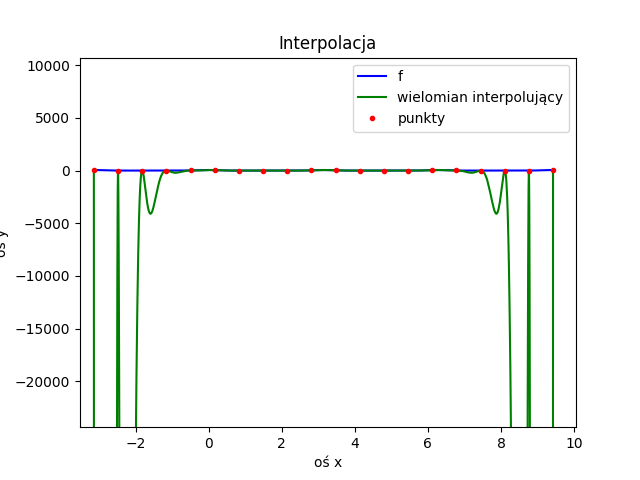 Interpolacja
f
wielomian interpolujący
punkty
10000
5000
0
−5000
−10000
−15000
−20000
oś y
−2
0
2
4
6
8
10
oś x